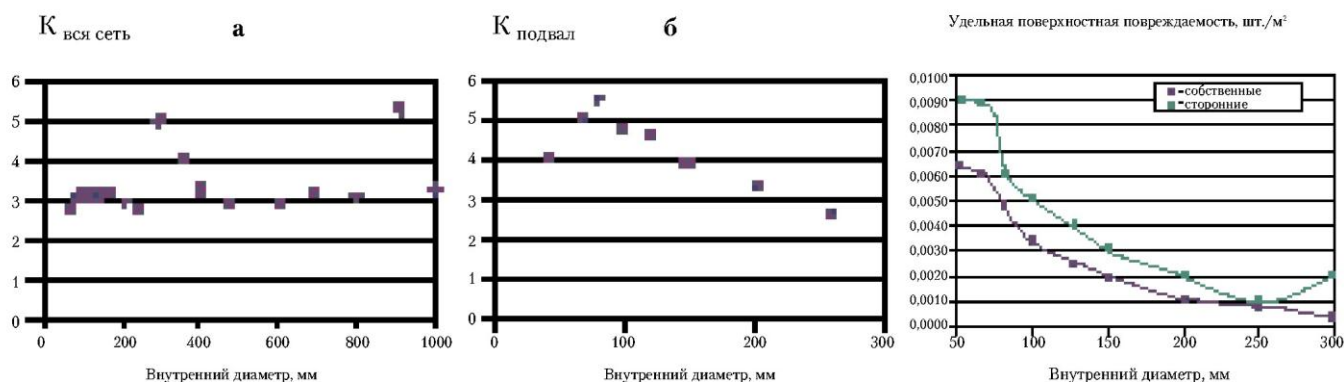 К вся сеть а
6
5
4
3
2
1
0
0 200 400 600 800 1000
Внутренний диаметр, мм
К подвал б
6
5
4
3
2
1
0
0 100 200 300
Внутренний диаметр, мм
Удельная поверхностная повреждаемость, шт./м²
0,0100
0,0090
0,0080
0,0070
0,0060
0,0050
0,0040
0,0030
0,0020
0,0010
0,0000
-собственные
-сторонние
50 100 150 200 250 300
Внутренний диаметр, мм